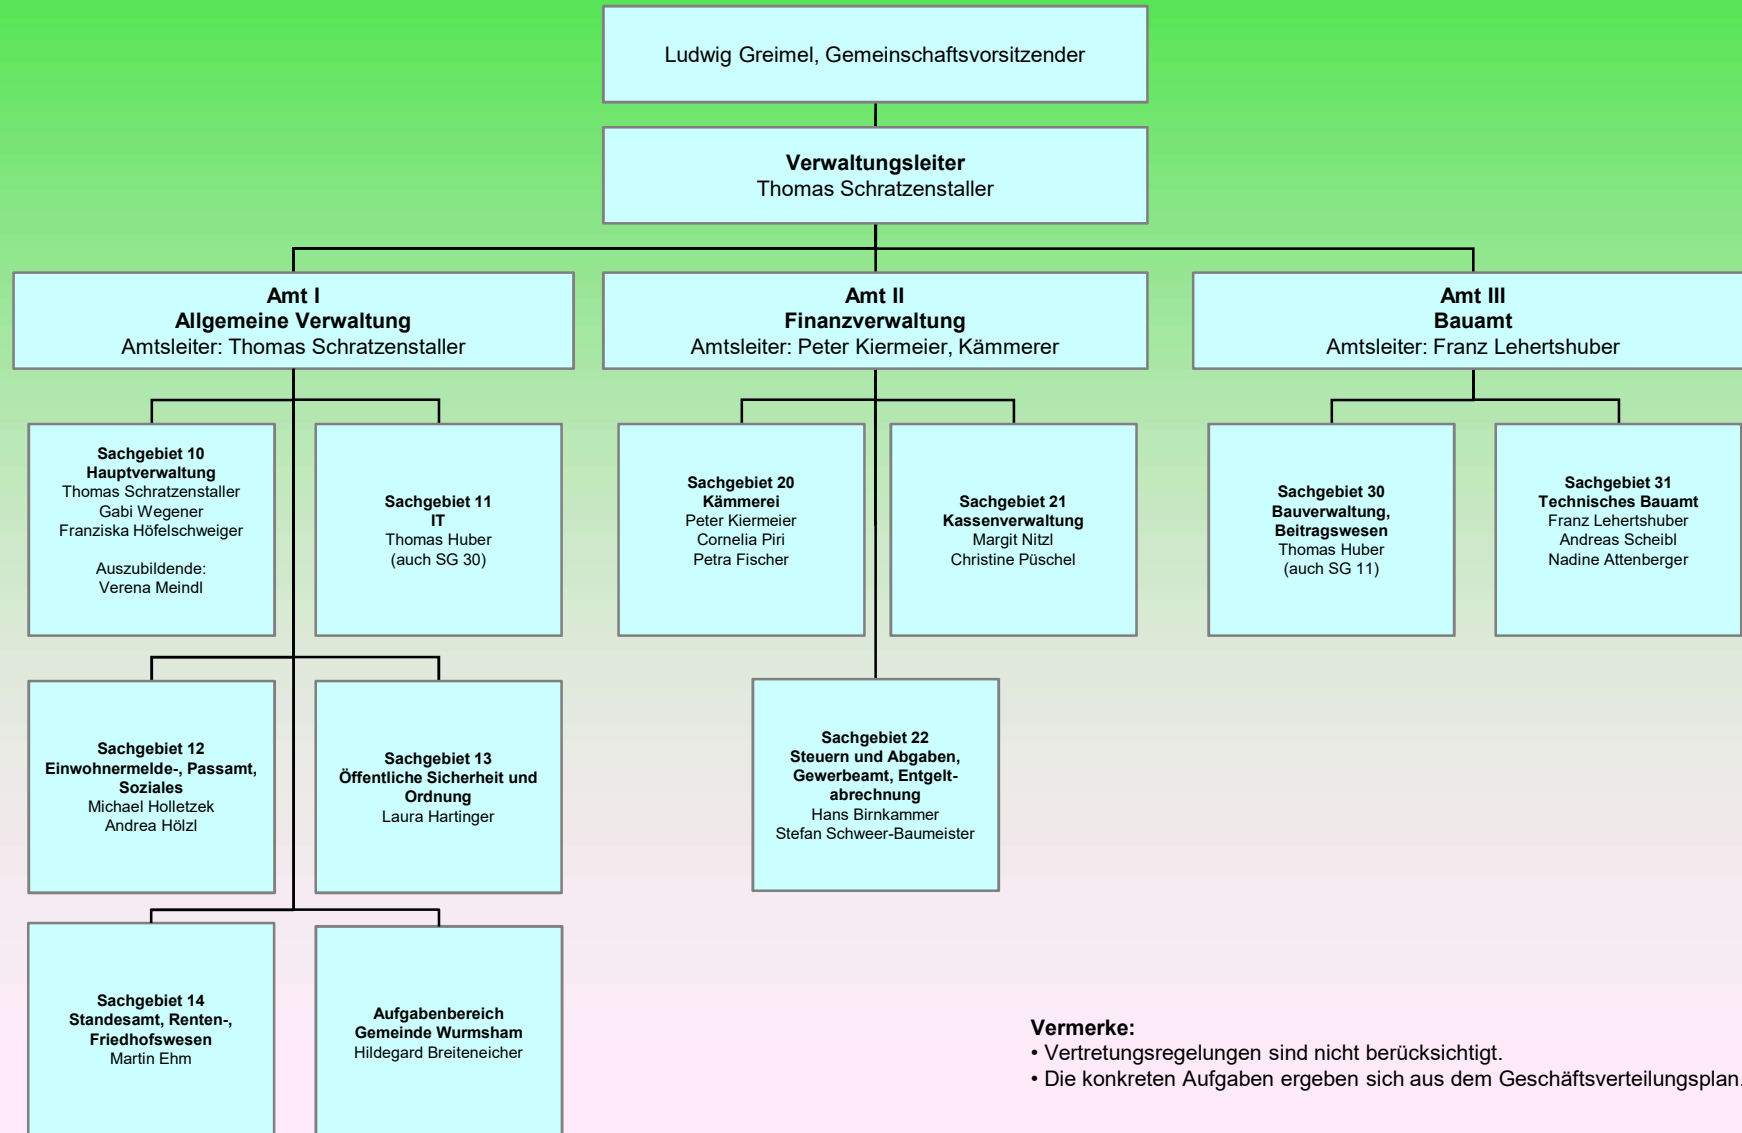 Ludwig Greimel, Gemeinschaftsvorsitzender
Verwaltungsleiter
Thomas Schratzenstaller
Amt I
Allgemeine Verwaltung
Amtsleiter: Thomas Schratzenstaller
Amt II
Finanzverwaltung
Amtsleiter: Peter Kiermeier, Kämmerer
Amt III
Bauamt
Amtsleiter: Franz Lehertshuber
Sachgebiet 10
Hauptverwaltung
Thomas Schratzenstaller
Gabi Wegener
Franziska Höfelschweiger
Auszubildende:
Verena Meindl
Sachgebiet 11
IT
Thomas Huber
(auch SG 30)
Sachgebiet 20
Kämmerei
Peter Kiermeier
Cornelia Piri
Petra Fischer
Sachgebiet 21
Kassenverwaltung
Margit Nitzl
Christine Püschel
Sachgebiet 30
Bauverwaltung,
Beitragswesen
Thomas Huber
(auch SG 11)
Sachgebiet 31
Technisches Bauamt
Franz Lehertshuber
Andreas Scheibl
Nadine Attenberger
Sachgebiet 12
Einwohnermelde-, Passamt,
Soziales
Michael Holletzek
Andrea Hölzl
Sachgebiet 13
Öffentliche Sicherheit und
Ordnung
Laura Hartinger
Sachgebiet 22
Steuern und Abgaben,
Gewerbeamt, Entgelt-
abrechnung
Hans Birnkammer
Stefan Schweer-Baumeister
Sachgebiet 14
Standesamt, Renten-,
Friedhofswesen
Martin Ehm
Aufgabenbereich
Gemeinde Wurmsham
Hildegard Breiteneicher
Vermerke:
• Vertretungsregelungen sind nicht berücksichtigt.
• Die konkreten Aufgaben ergeben sich aus dem Geschäftsverteilungsplan.